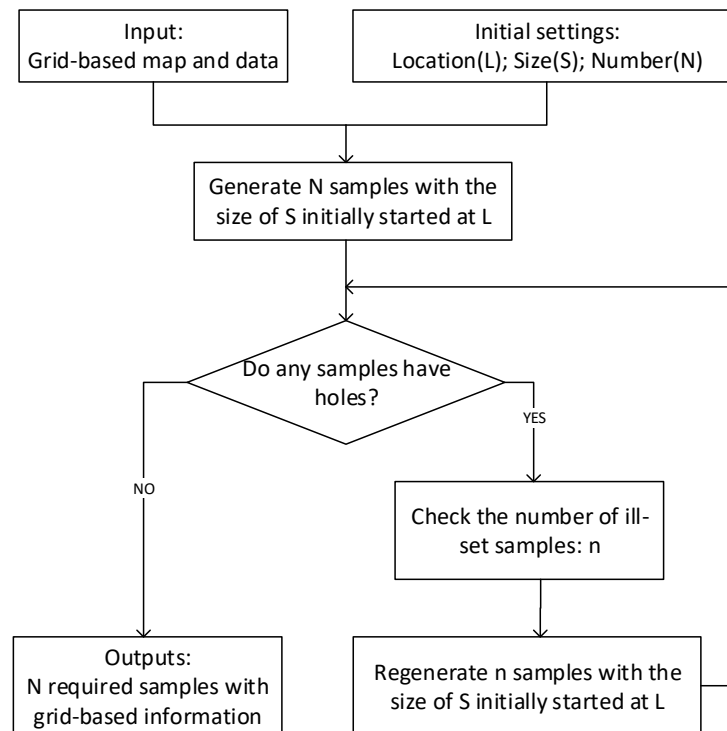 Input:
Grid-based map and data
Initial settings:
Location(L); Size(S); Number(N)
Generate N samples with the
size of S initially started at L
Do any samples have
holes?
YES
NO
Check the number of ill-
set samples: n
Outputs:
N required samples with
grid-based information
Regenerate n samples with the
size of S initially started at L